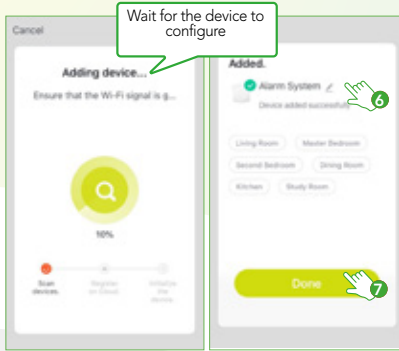 Wait for the device to
configure
Cancel
Adding device...
Ensure that the Wi-Fi signal is g...
10%
Scan
devices.
Register
on Cloud.
Initialize
the
device.
Added.
Alarm System
6
Device added successfully
Living Room
Master Bedroom
Second Bedroom
Dining Room
Kitchen
Study Room
Done
7